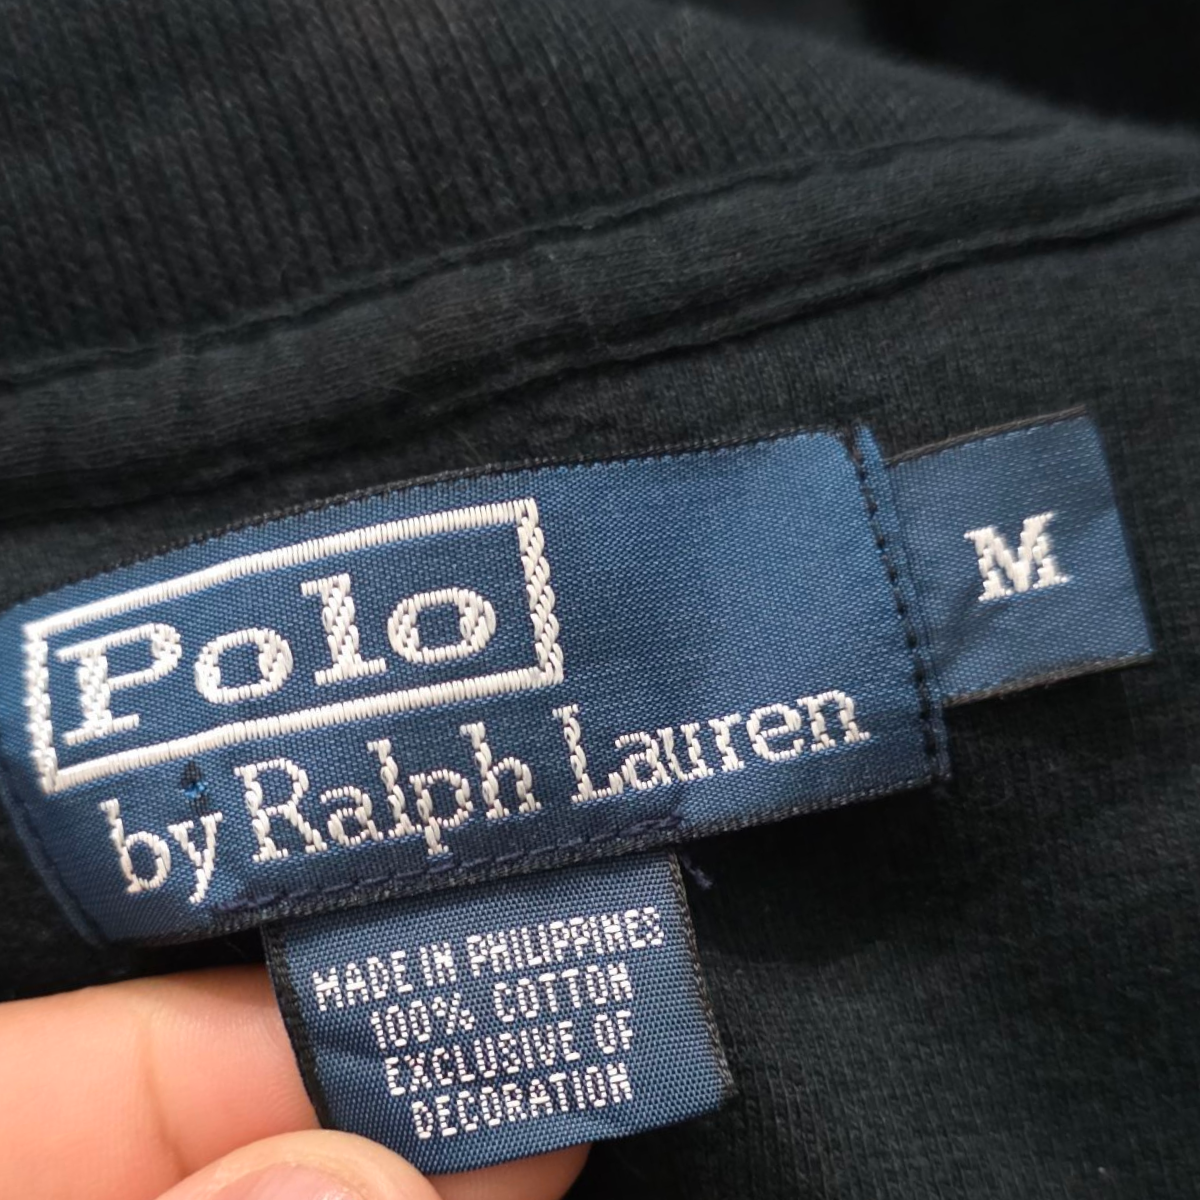 Polo
by Ralph Lauren
M
MADE IN PHILIPPINES
100% COTTON
EXCLUSIVE OF
DECORATION